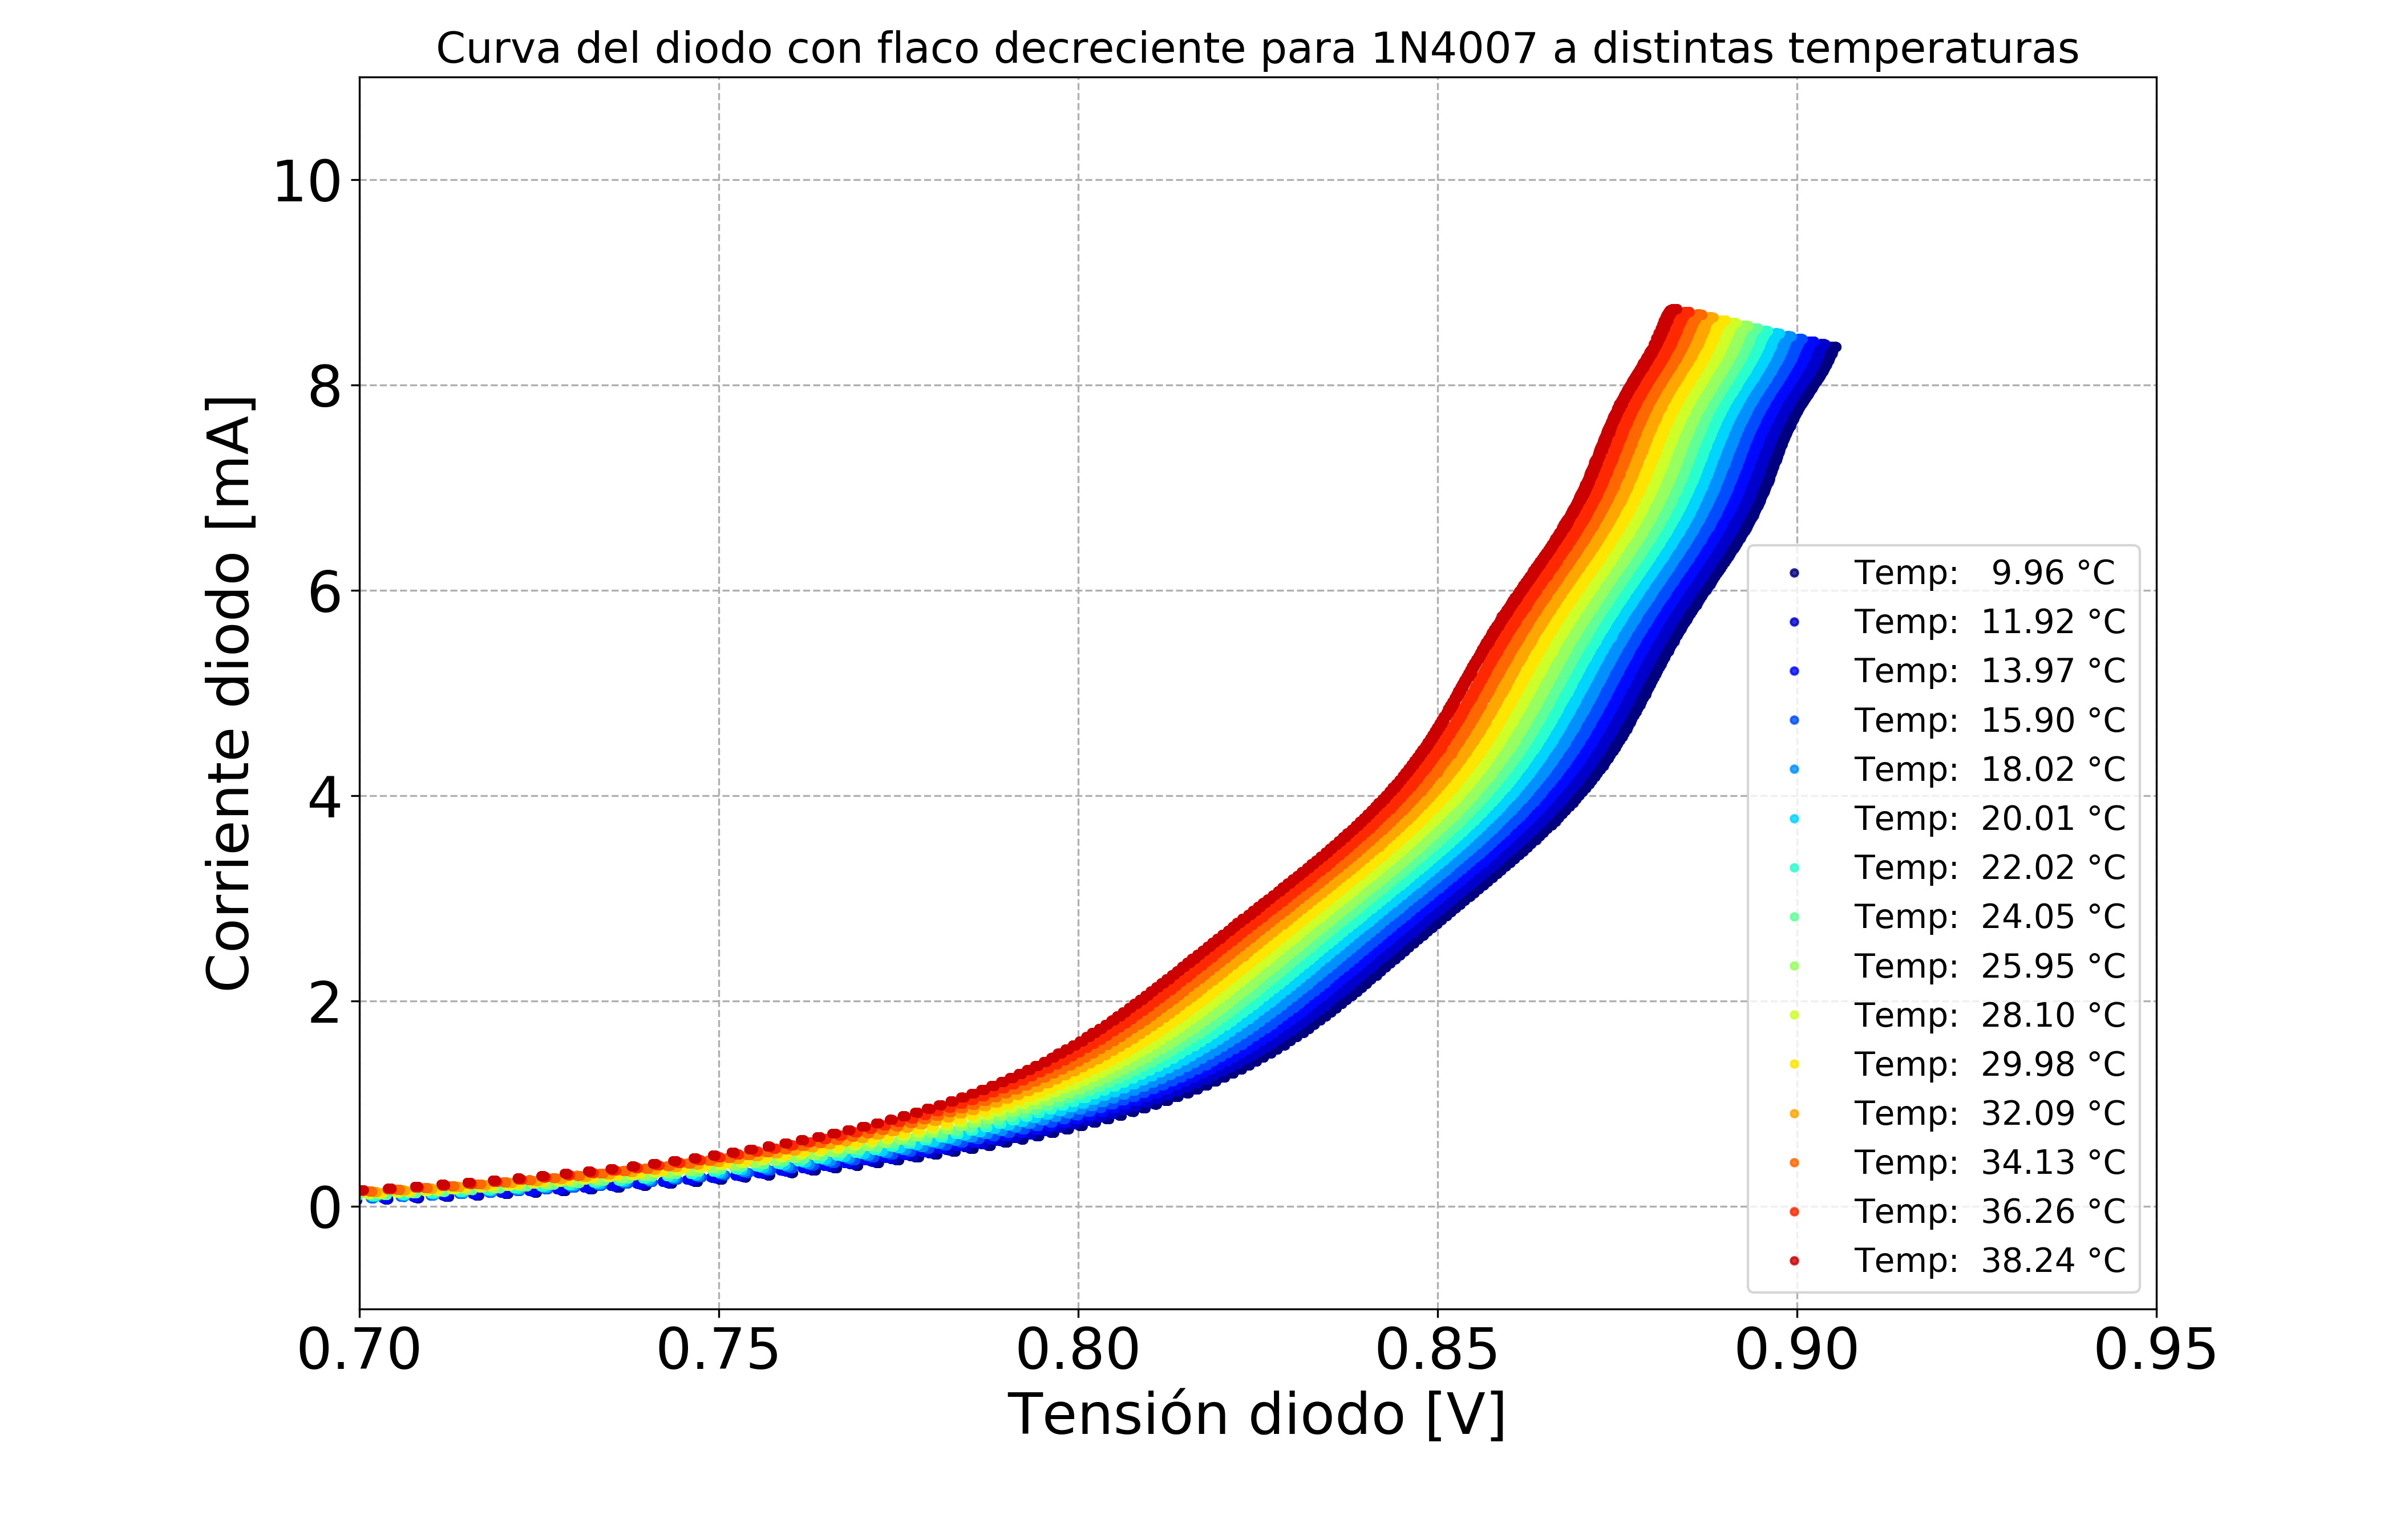 Curva del diodo con flaco decreciente para 1N4007 a distintas temperaturas
Corriente diodo [mA]
10
8
6
4
2
0
Temp: 9.96 °C
Temp: 11.92 °C
Temp: 13.97 °C
Temp: 15.90 °C
Temp: 18.02 °C
Temp: 20.01 °C
Temp: 22.02 °C
Temp: 24.05 °C
Temp: 25.95 °C
Temp: 28.10 °C
Temp: 29.98 °C
Temp: 32.09 °C
Temp: 34.13 °C
Temp: 36.26 °C
Temp: 38.24 °C
0.70 0.75 0.80 0.85 0.90 0.95
Tensión diodo [V]